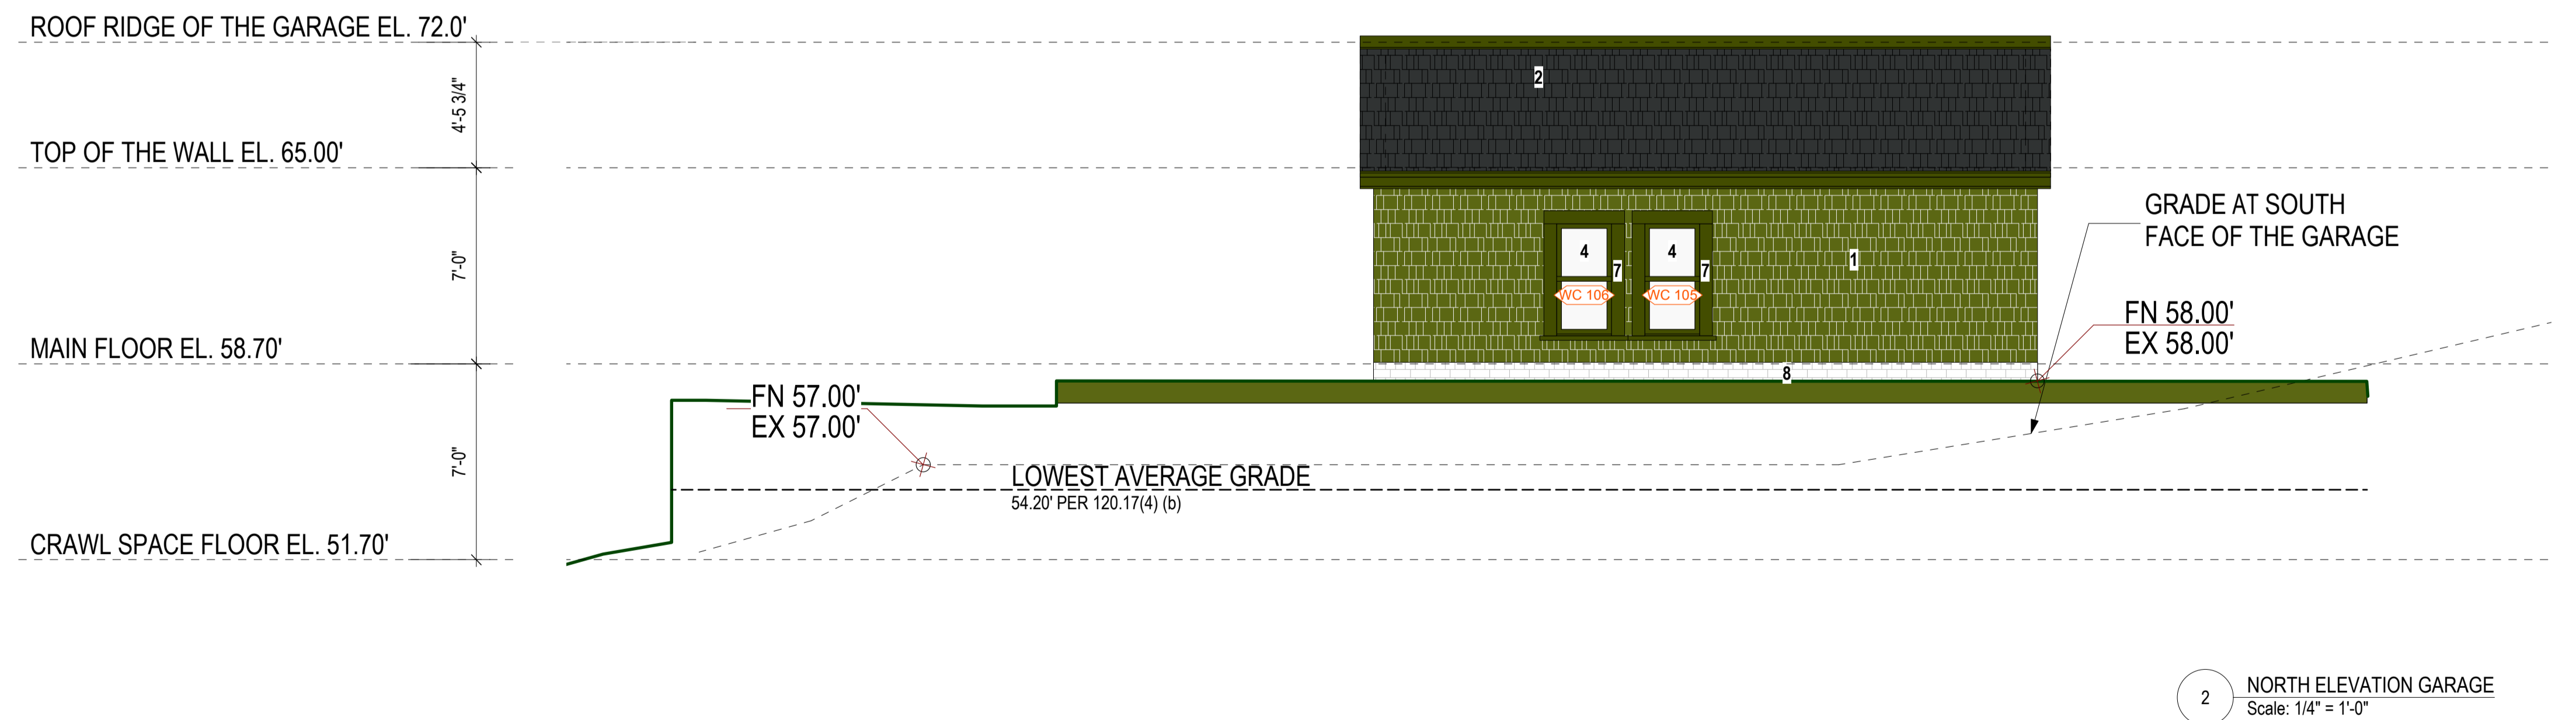 ROOF RIDGE OF THE GARAGE EL. 72.0'
4'-5 3/4"
2
TOP OF THE WALL EL. 65.00'
GRADE AT SOUTH
FACE OF THE GARAGE
7'-0"
4
4
7
7
1
WC 106
WC 105
FN 58.00'
EX 58.00'
MAIN FLOOR EL. 58.70'
8
FN 57.00'
EX 57.00'
7'-0"
LOWEST AVERAGE GRADE
54.20' PER 120.17(4) (b)
CRAWL SPACE FLOOR EL. 51.70'
2
NORTH ELEVATION GARAGE
Scale: 1/4" = 1'-0"